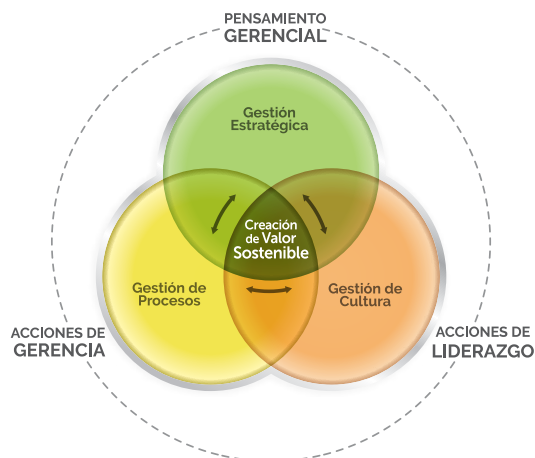 PENSAMIENTO
GERENCIAL
Gestión
Estratégica
Creación
de Valor
Sostenible
Gestión de
Procesos
Gestión de
Cultura
ACCIONES DE
GERENCIA
ACCIONES DE
LIDERAZGO